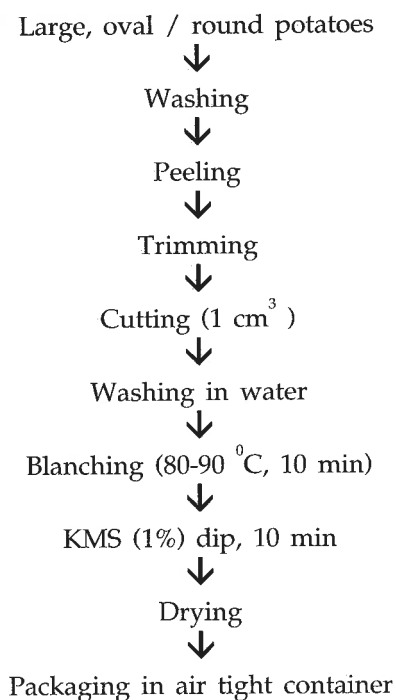 Large, oval / round potatoes
↓
Washing
↓
Peeling
↓
Trimming
↓
Cutting (1 cm³ )
↓
Washing in water
↓
Blanching (80-90 ⁰C, 10 min)
↓
KMS (1%) dip, 10 min
↓
Drying
↓
Packaging in air tight container